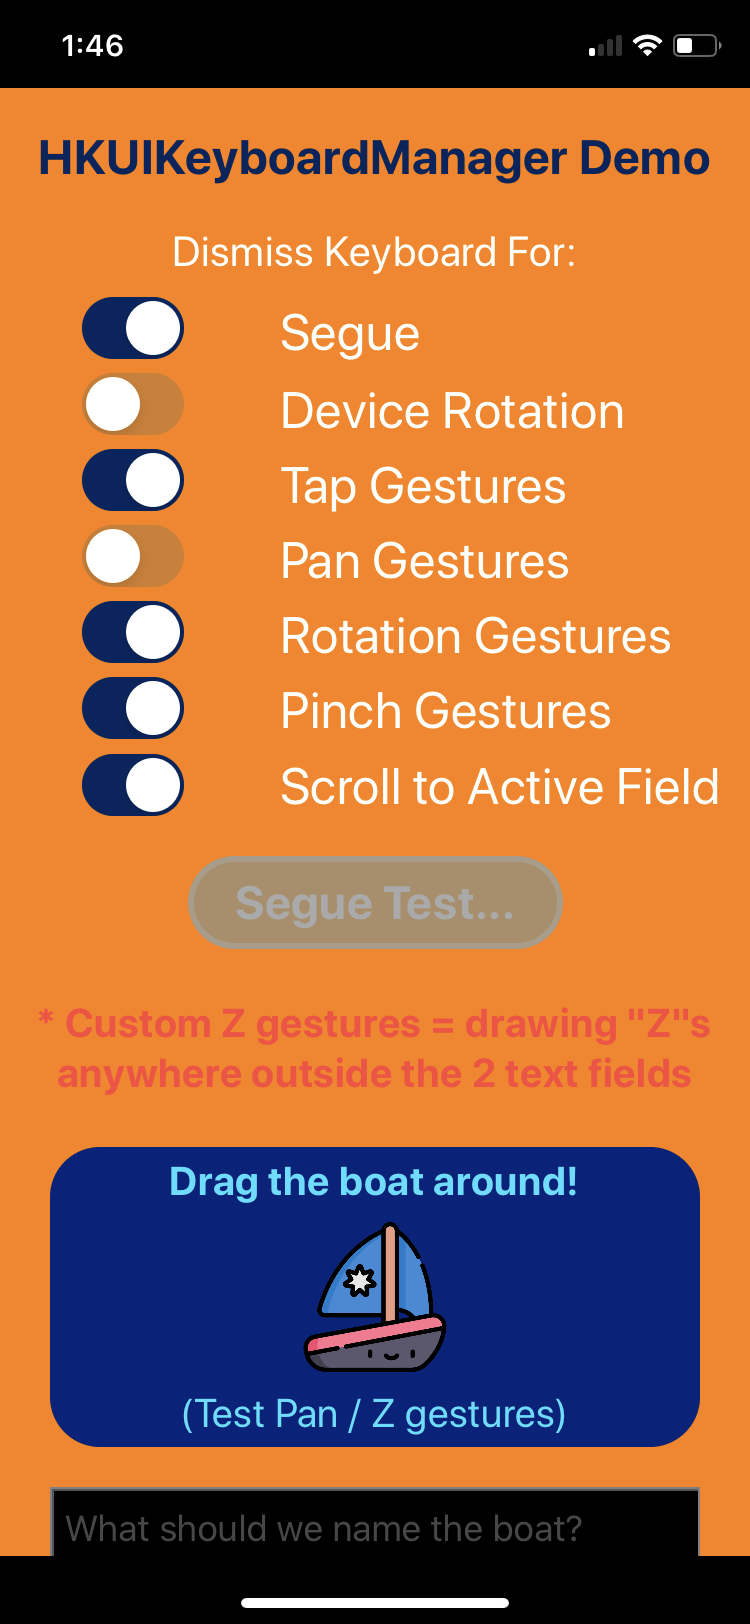 1:46
HKUIKeyboardManager Demo
Dismiss Keyboard For:
Segue
Device Rotation
Tap Gestures
Pan Gestures
Rotation Gestures
Pinch Gestures
Scroll to Active Field
Segue Test...
* Custom Z gestures = drawing "Z"s
anywhere outside the 2 text fields
Drag the boat around!
(Test Pan / Z gestures)
What should we name the boat?